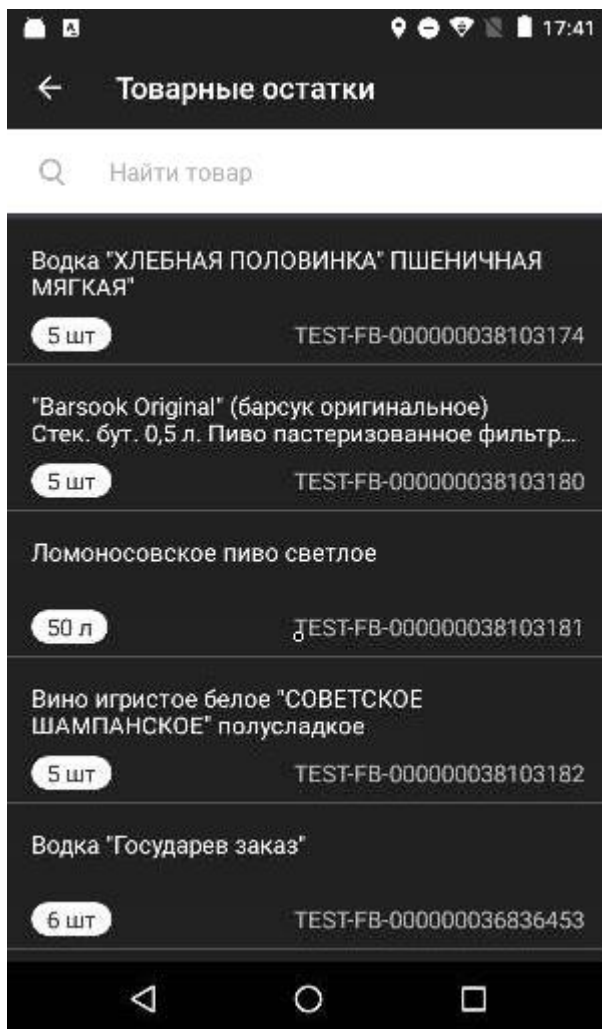 17:41
Товарные остатки
Найти товар
Водка "ХЛЕБНАЯ ПОЛОВИНКА" ПШЕНИЧНАЯ
МЯГКАЯ"
5 шт TEST-FB-000000038103174
"Barsook Original" (барсук оригинальное)
Стек. бут. 0,5 л. Пиво пастеризованное фильтр...
5 шт TEST-FB-000000038103180
Ломоносовское пиво светлое
50 л TEST-FB-000000038103181
Вино игристое белое "СОВЕТСКОЕ
ШАМПАНСКОЕ" полусладкое
5 шт TEST-FB-000000038103182
Водка "Государев заказ"
6 шт TEST-FB-000000036836453